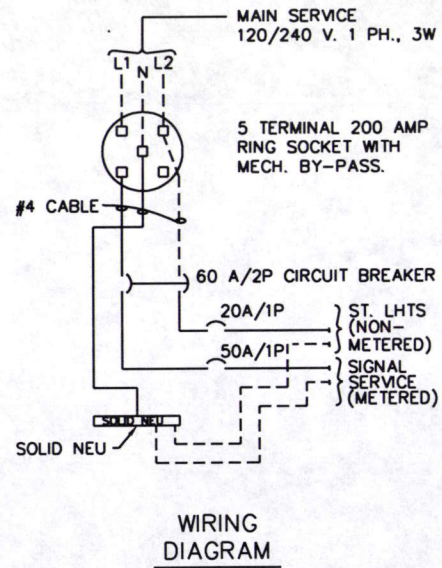 MAIN SERVICE
120/240 V. 1 PH., 3W
L1 N L2
5 TERMINAL 200 AMP
RING SOCKET WITH
MECH. BY-PASS.
#4 CABLE
60 A/2P CIRCUIT BREAKER
20A/1P
ST. LHTS
(NON-
METERED)
50A/1P
SIGNAL
SERVICE
(METERED)
SOLID NEU
SOLID NEU
WIRING
DIAGRAM